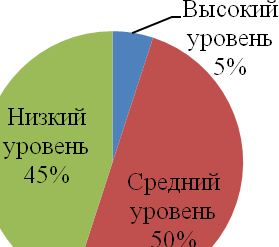 Высокий
уровень
5%
Низкий
уровень
45%
Средний
уровень
50%